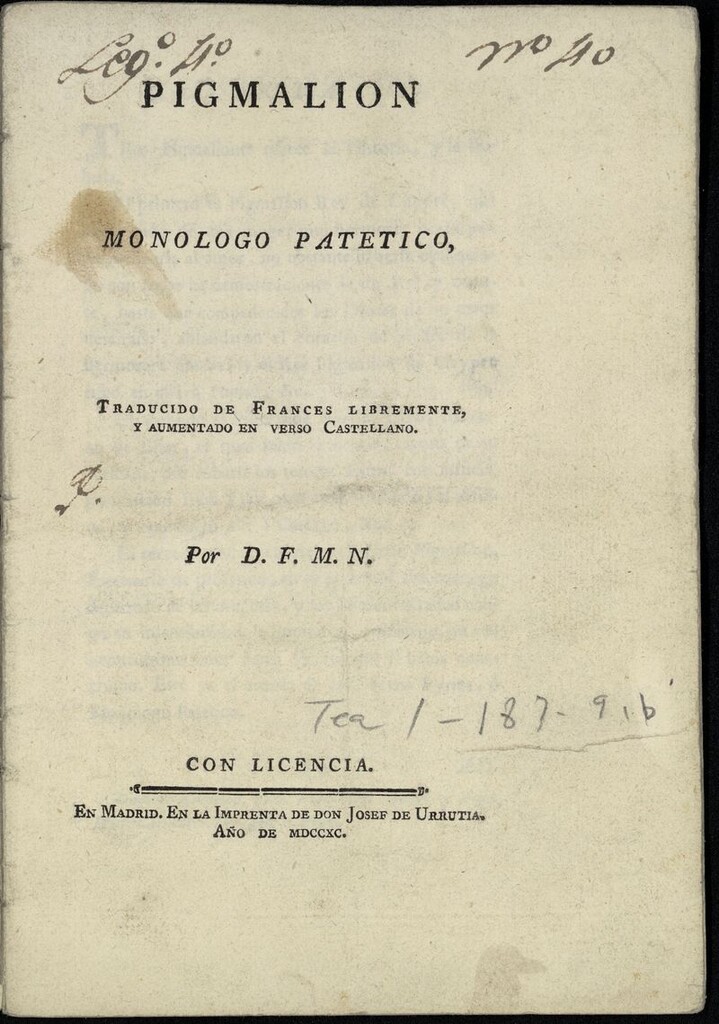 Leg.º 4.º nº 40
PIGMALION
MONOLOGO PATETICO,
TRADUCIDO DE FRANCES LIBREMENTE,
Y AUMENTADO EN VERSO CASTELLANO.
Por D. F. M. N.
Tea 1-187-9, b
CON LICENCIA.
EN MADRID. EN LA IMPRENTA DE DON JOSEF DE URRUTIA.
AÑO DE MDCCXC.